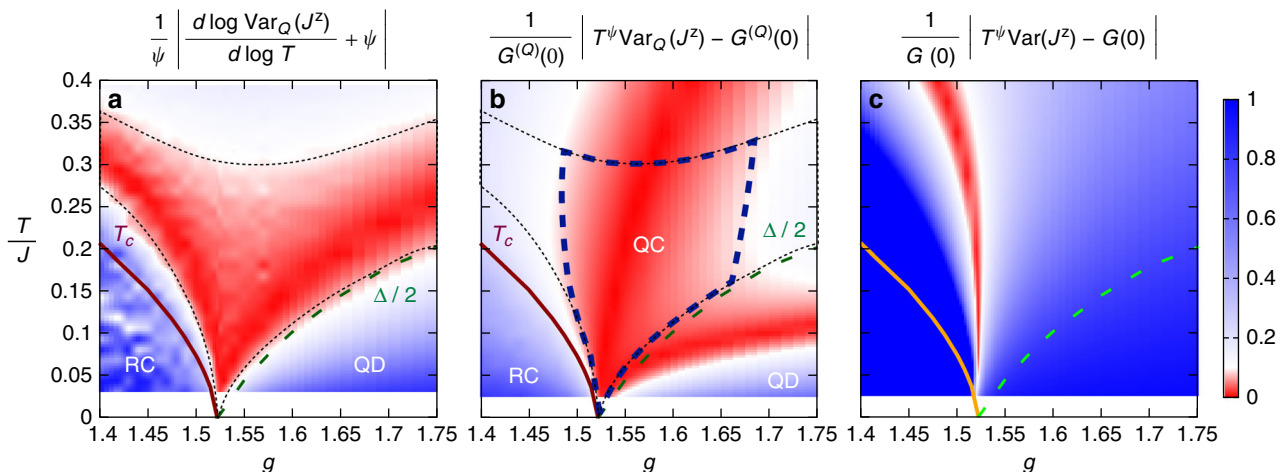 1/ψ | d log Var_Q(J^z) / d log T + ψ |
1/G^(Q)(0) | T^ψ Var_Q(J^z) − G^(Q)(0) |
1/G (0) | T^ψ Var(J^z) − G(0) |
a
b
c
T/J
0.4
0.35
0.3
0.25
0.2
0.15
0.1
0.05
0
T_c
Δ/2
RC
QD
T_c
QC
Δ/2
RC
QD
1
0.8
0.6
0.4
0.2
0
1.4 1.45 1.5 1.55 1.6 1.65 1.7 1.75
1.4 1.45 1.5 1.55 1.6 1.65 1.7 1.75
1.4 1.45 1.5 1.55 1.6 1.65 1.7 1.75
g
g
g